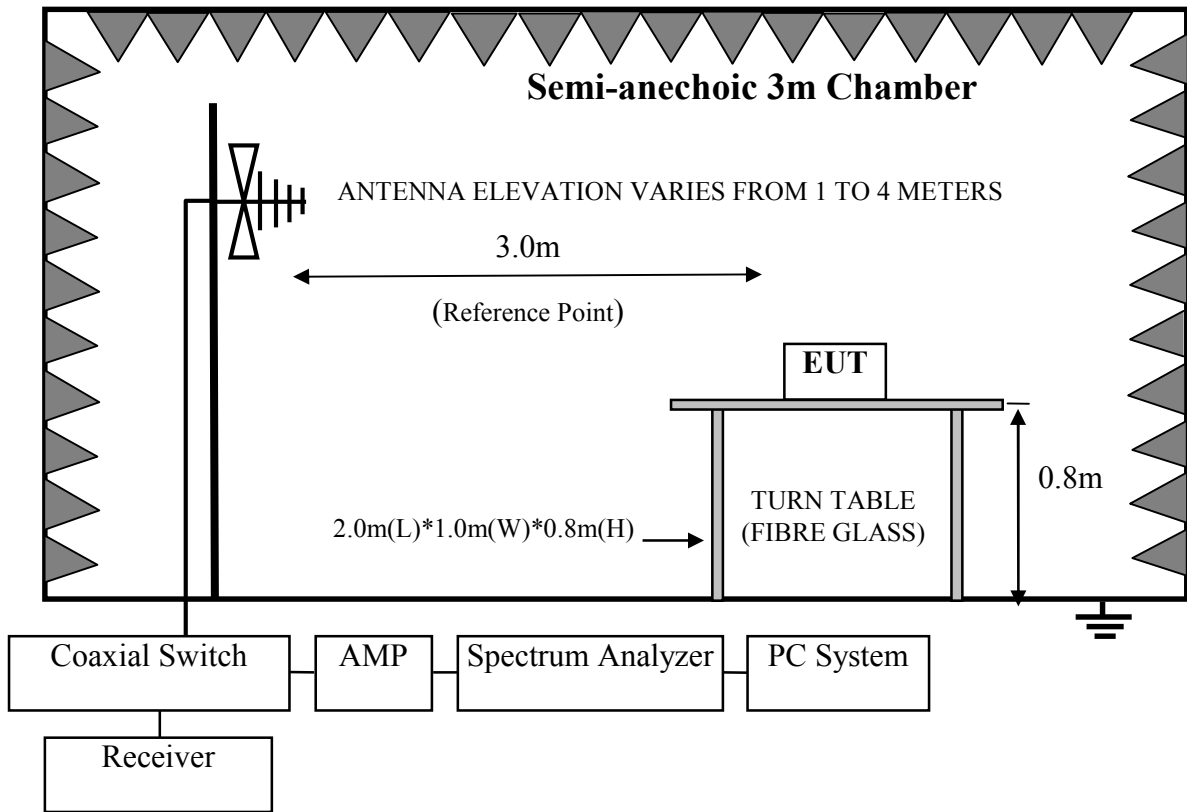 Semi-anechoic 3m Chamber
ANTENNA ELEVATION VARIES FROM 1 TO 4 METERS
3.0m
(Reference Point)
EUT
0.8m
TURN TABLE
(FIBRE GLASS)
2.0m(L)*1.0m(W)*0.8m(H)
Coaxial Switch
AMP
Spectrum Analyzer
PC System
Receiver